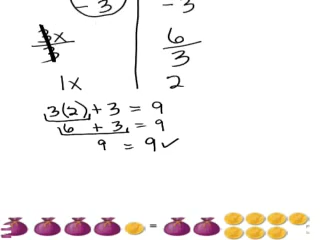 - 3 - 3
3x/3 6/3
1x 2
3(2) + 3 = 9
6 + 3 = 9
9 = 9 ✓
=